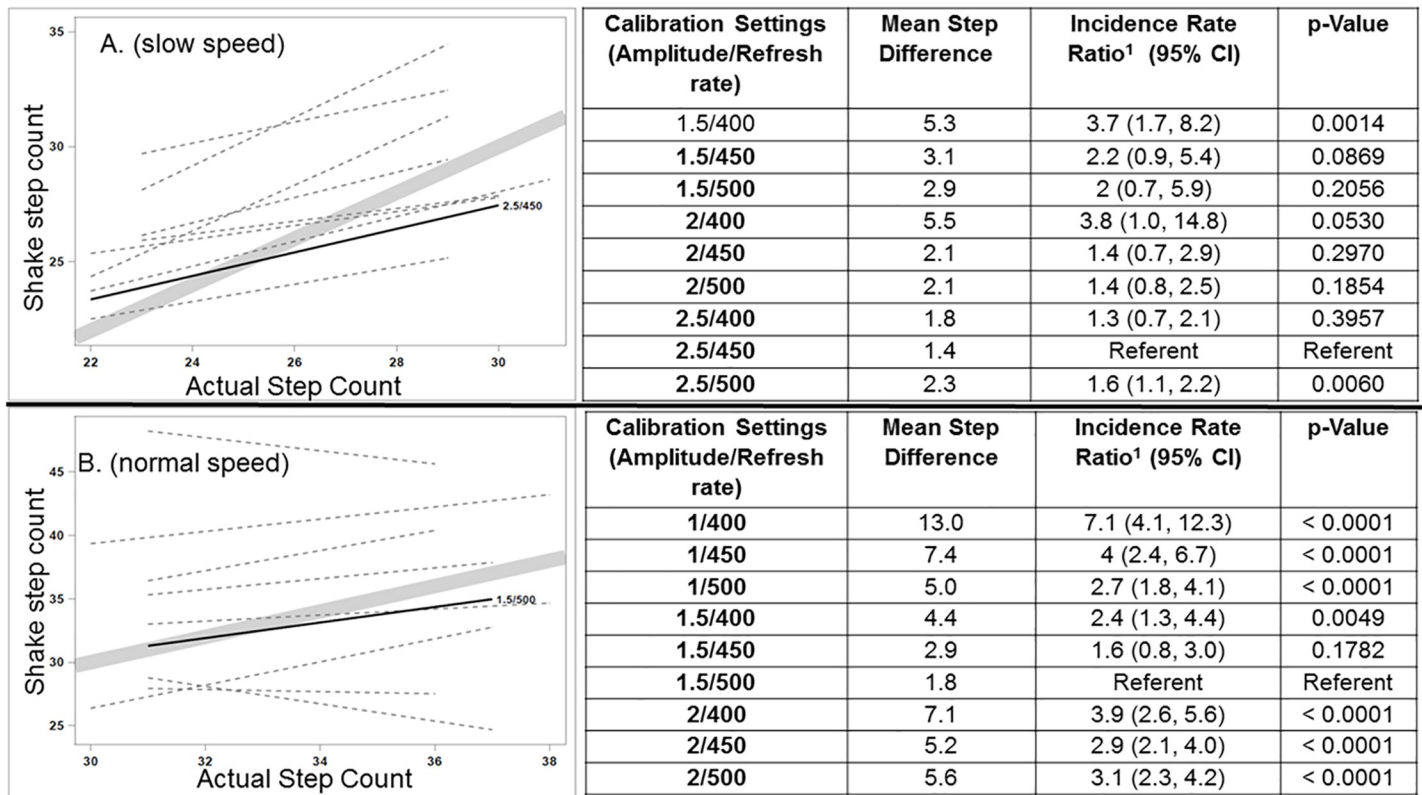 A. (slow speed)
35
30
25
Shake step count
2.5/450
22 24 26 28 30
Actual Step Count
Calibration Settings (Amplitude/Refresh rate) Mean Step Difference Incidence Rate Ratio¹ (95% CI) p-Value
1.5/400 5.3 3.7 (1.7, 8.2) 0.0014
1.5/450 3.1 2.2 (0.9, 5.4) 0.0869
1.5/500 2.9 2 (0.7, 5.9) 0.2056
2/400 5.5 3.8 (1.0, 14.8) 0.0530
2/450 2.1 1.4 (0.7, 2.9) 0.2970
2/500 2.1 1.4 (0.8, 2.5) 0.1854
2.5/400 1.8 1.3 (0.7, 2.1) 0.3957
2.5/450 1.4 Referent Referent
2.5/500 2.3 1.6 (1.1, 2.2) 0.0060
B. (normal speed)
45
40
35
30
25
Shake step count
1.5/500
30 32 34 36 38
Actual Step Count
Calibration Settings (Amplitude/Refresh rate) Mean Step Difference Incidence Rate Ratio¹ (95% CI) p-Value
1/400 13.0 7.1 (4.1, 12.3) < 0.0001
1/450 7.4 4 (2.4, 6.7) < 0.0001
1/500 5.0 2.7 (1.8, 4.1) < 0.0001
1.5/400 4.4 2.4 (1.3, 4.4) 0.0049
1.5/450 2.9 1.6 (0.8, 3.0) 0.1782
1.5/500 1.8 Referent Referent
2/400 7.1 3.9 (2.6, 5.6) < 0.0001
2/450 5.2 2.9 (2.1, 4.0) < 0.0001
2/500 5.6 3.1 (2.3, 4.2) < 0.0001